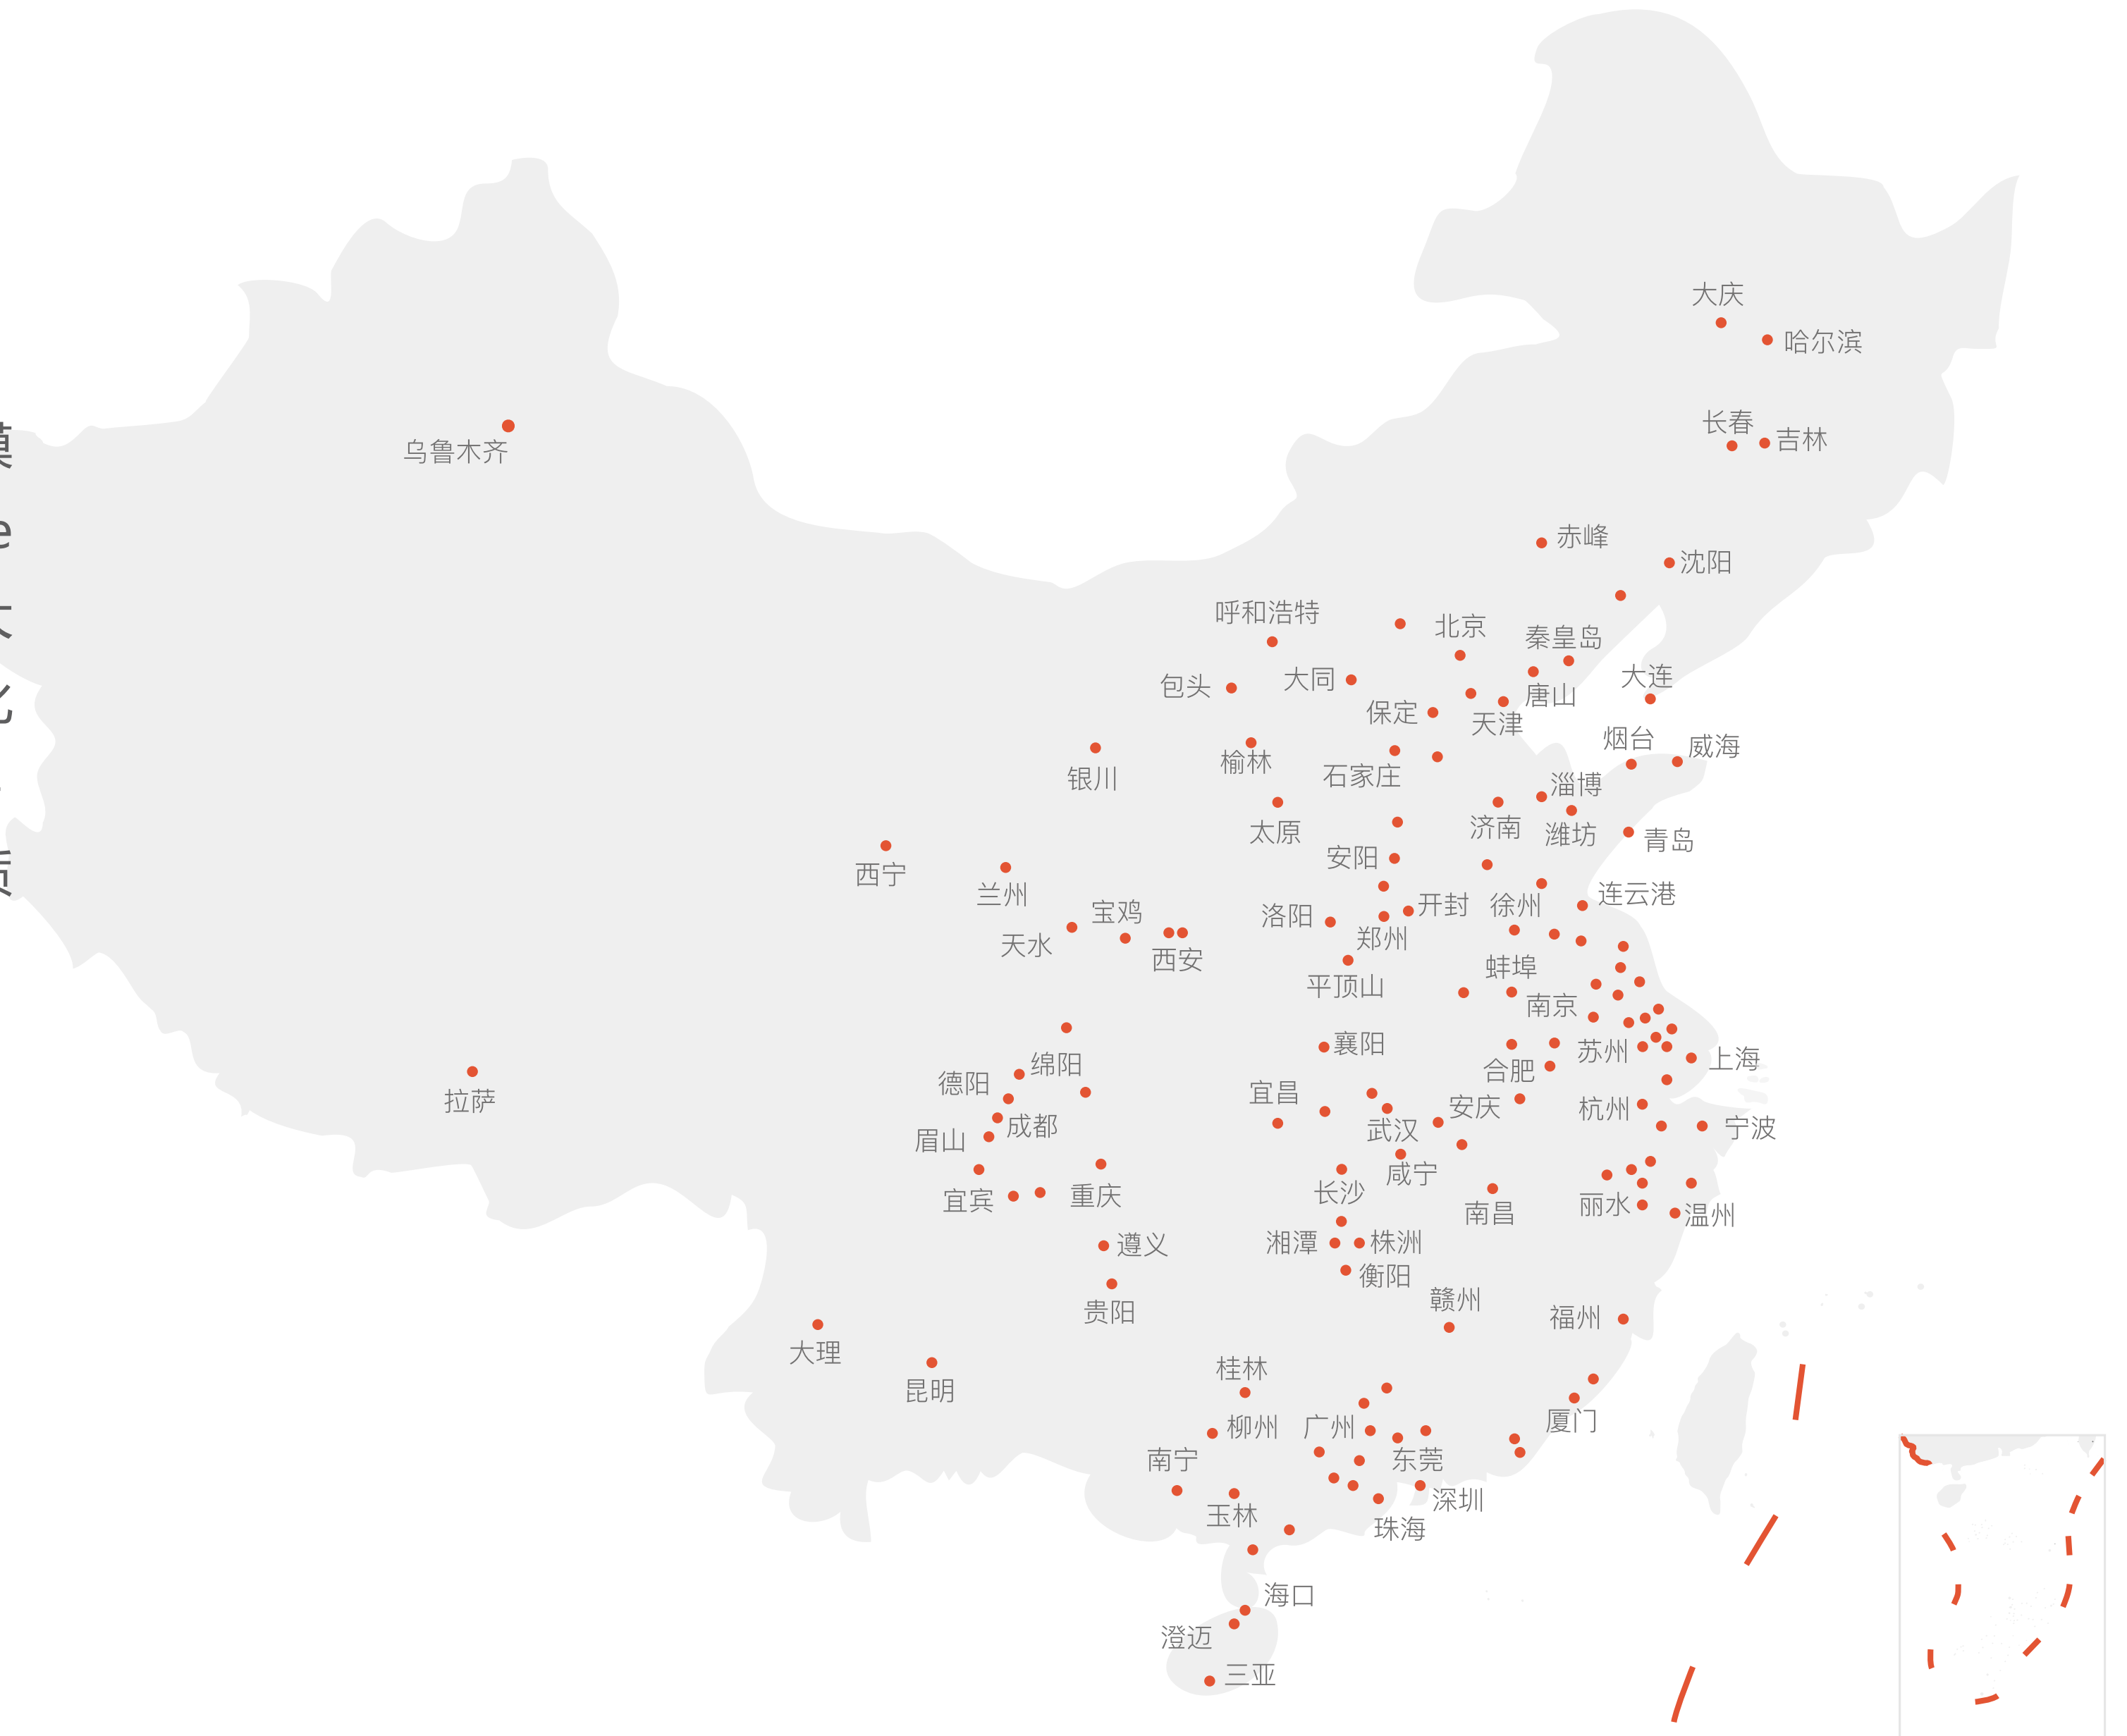 大庆
哈尔滨
长春
吉林
乌鲁木齐
赤峰
沈阳
e
呼和浩特
北京
秦皇岛
大连
包头
大同
唐山
保定
天津
烟台
威海
榆林
石家庄
银川
淄博
太原
济南
潍坊
青岛
安阳
西宁
兰州
宝鸡
洛阳
开封
徐州
连云港
天水
西安
郑州
蚌埠
平顶山
南京
襄阳
苏州
上海
绵阳
合肥
德阳
拉萨
宜昌
安庆
杭州
成都
武汉
宁波
眉山
咸宁
宜宾
重庆
长沙
南昌
丽水
温州
遵义
湘潭
株洲
衡阳
贵阳
赣州
福州
大理
桂林
昆明
柳州
广州
厦门
南宁
东莞
玉林
深圳
珠海
海口
澄迈
三亚